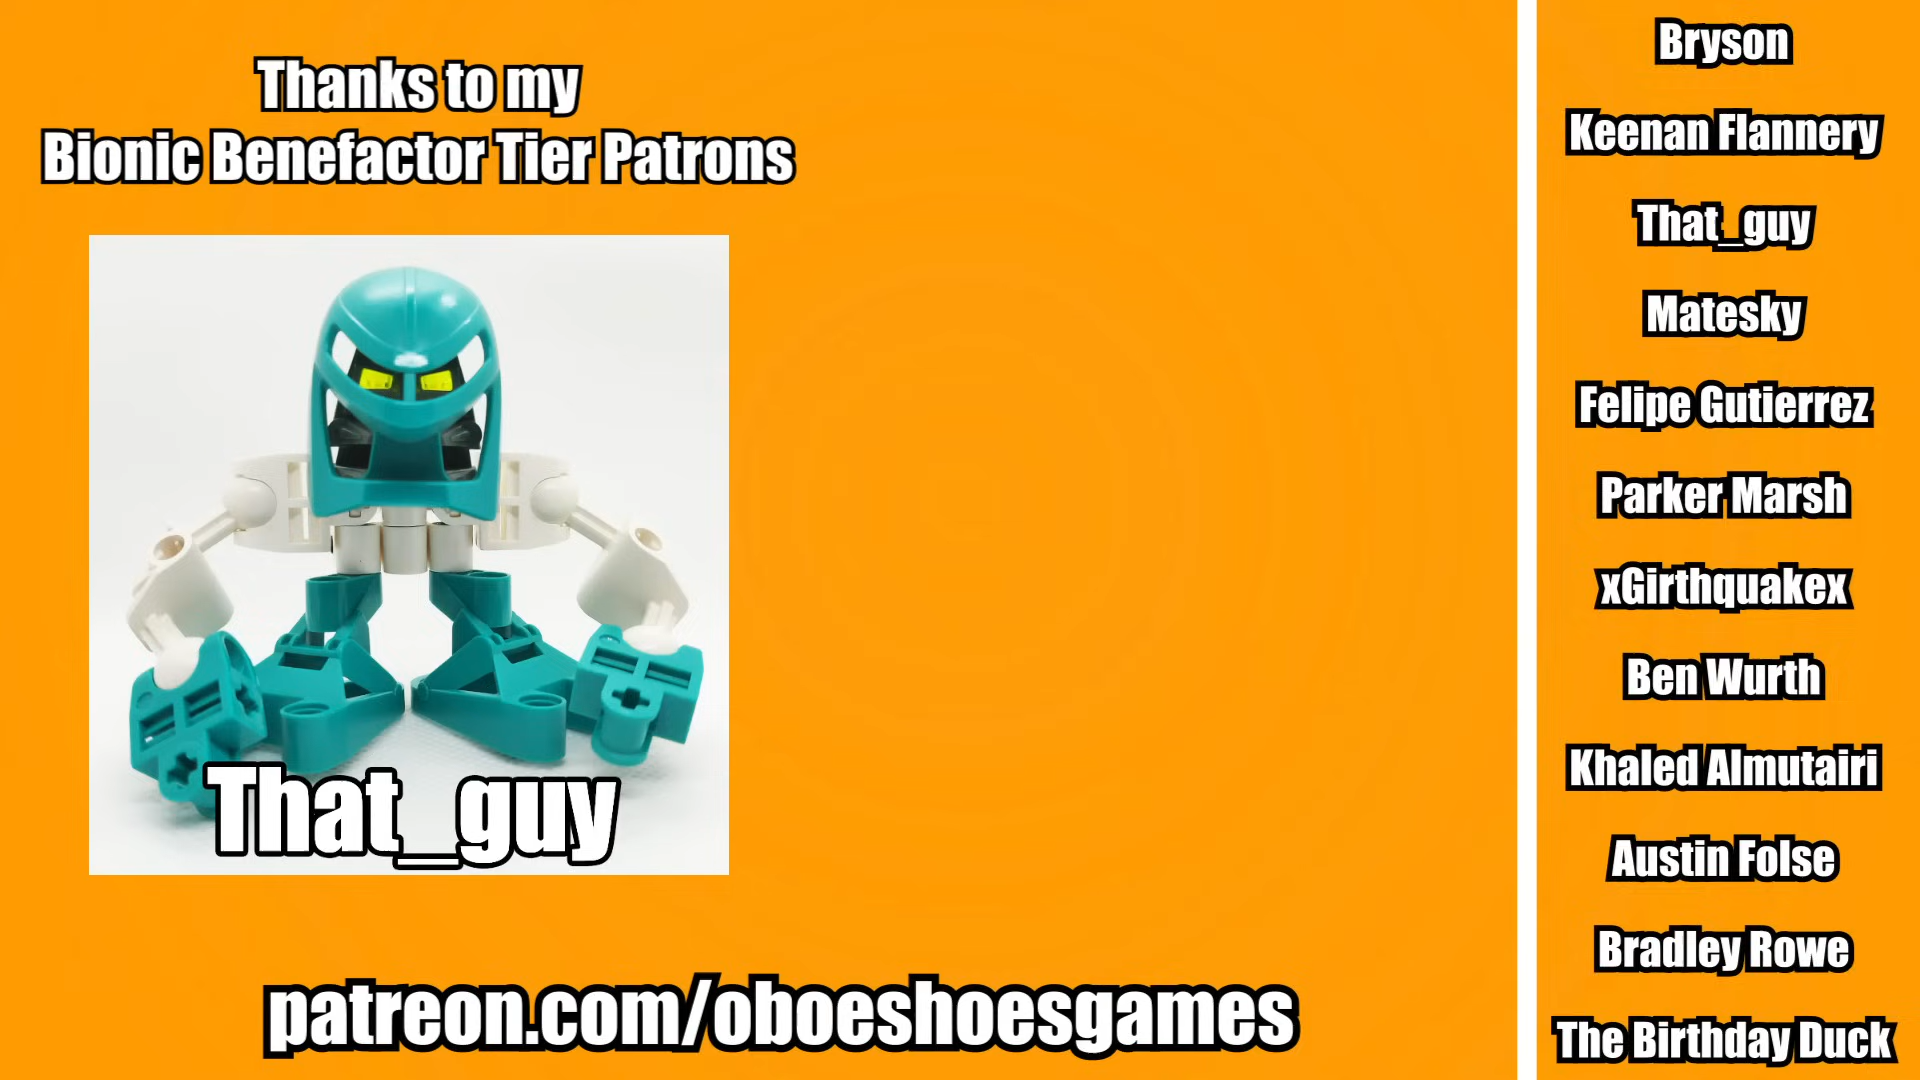 Thanks to my
Bionic Benefactor Tier Patrons
That_guy
patreon.com/oboeshoesgames
Bryson
Keenan Flannery
That_guy
Matesky
Felipe Gutierrez
Parker Marsh
xGirthquakex
Ben Wurth
Khaled Almutairi
Austin Folse
Bradley Rowe
The Birthday Duck